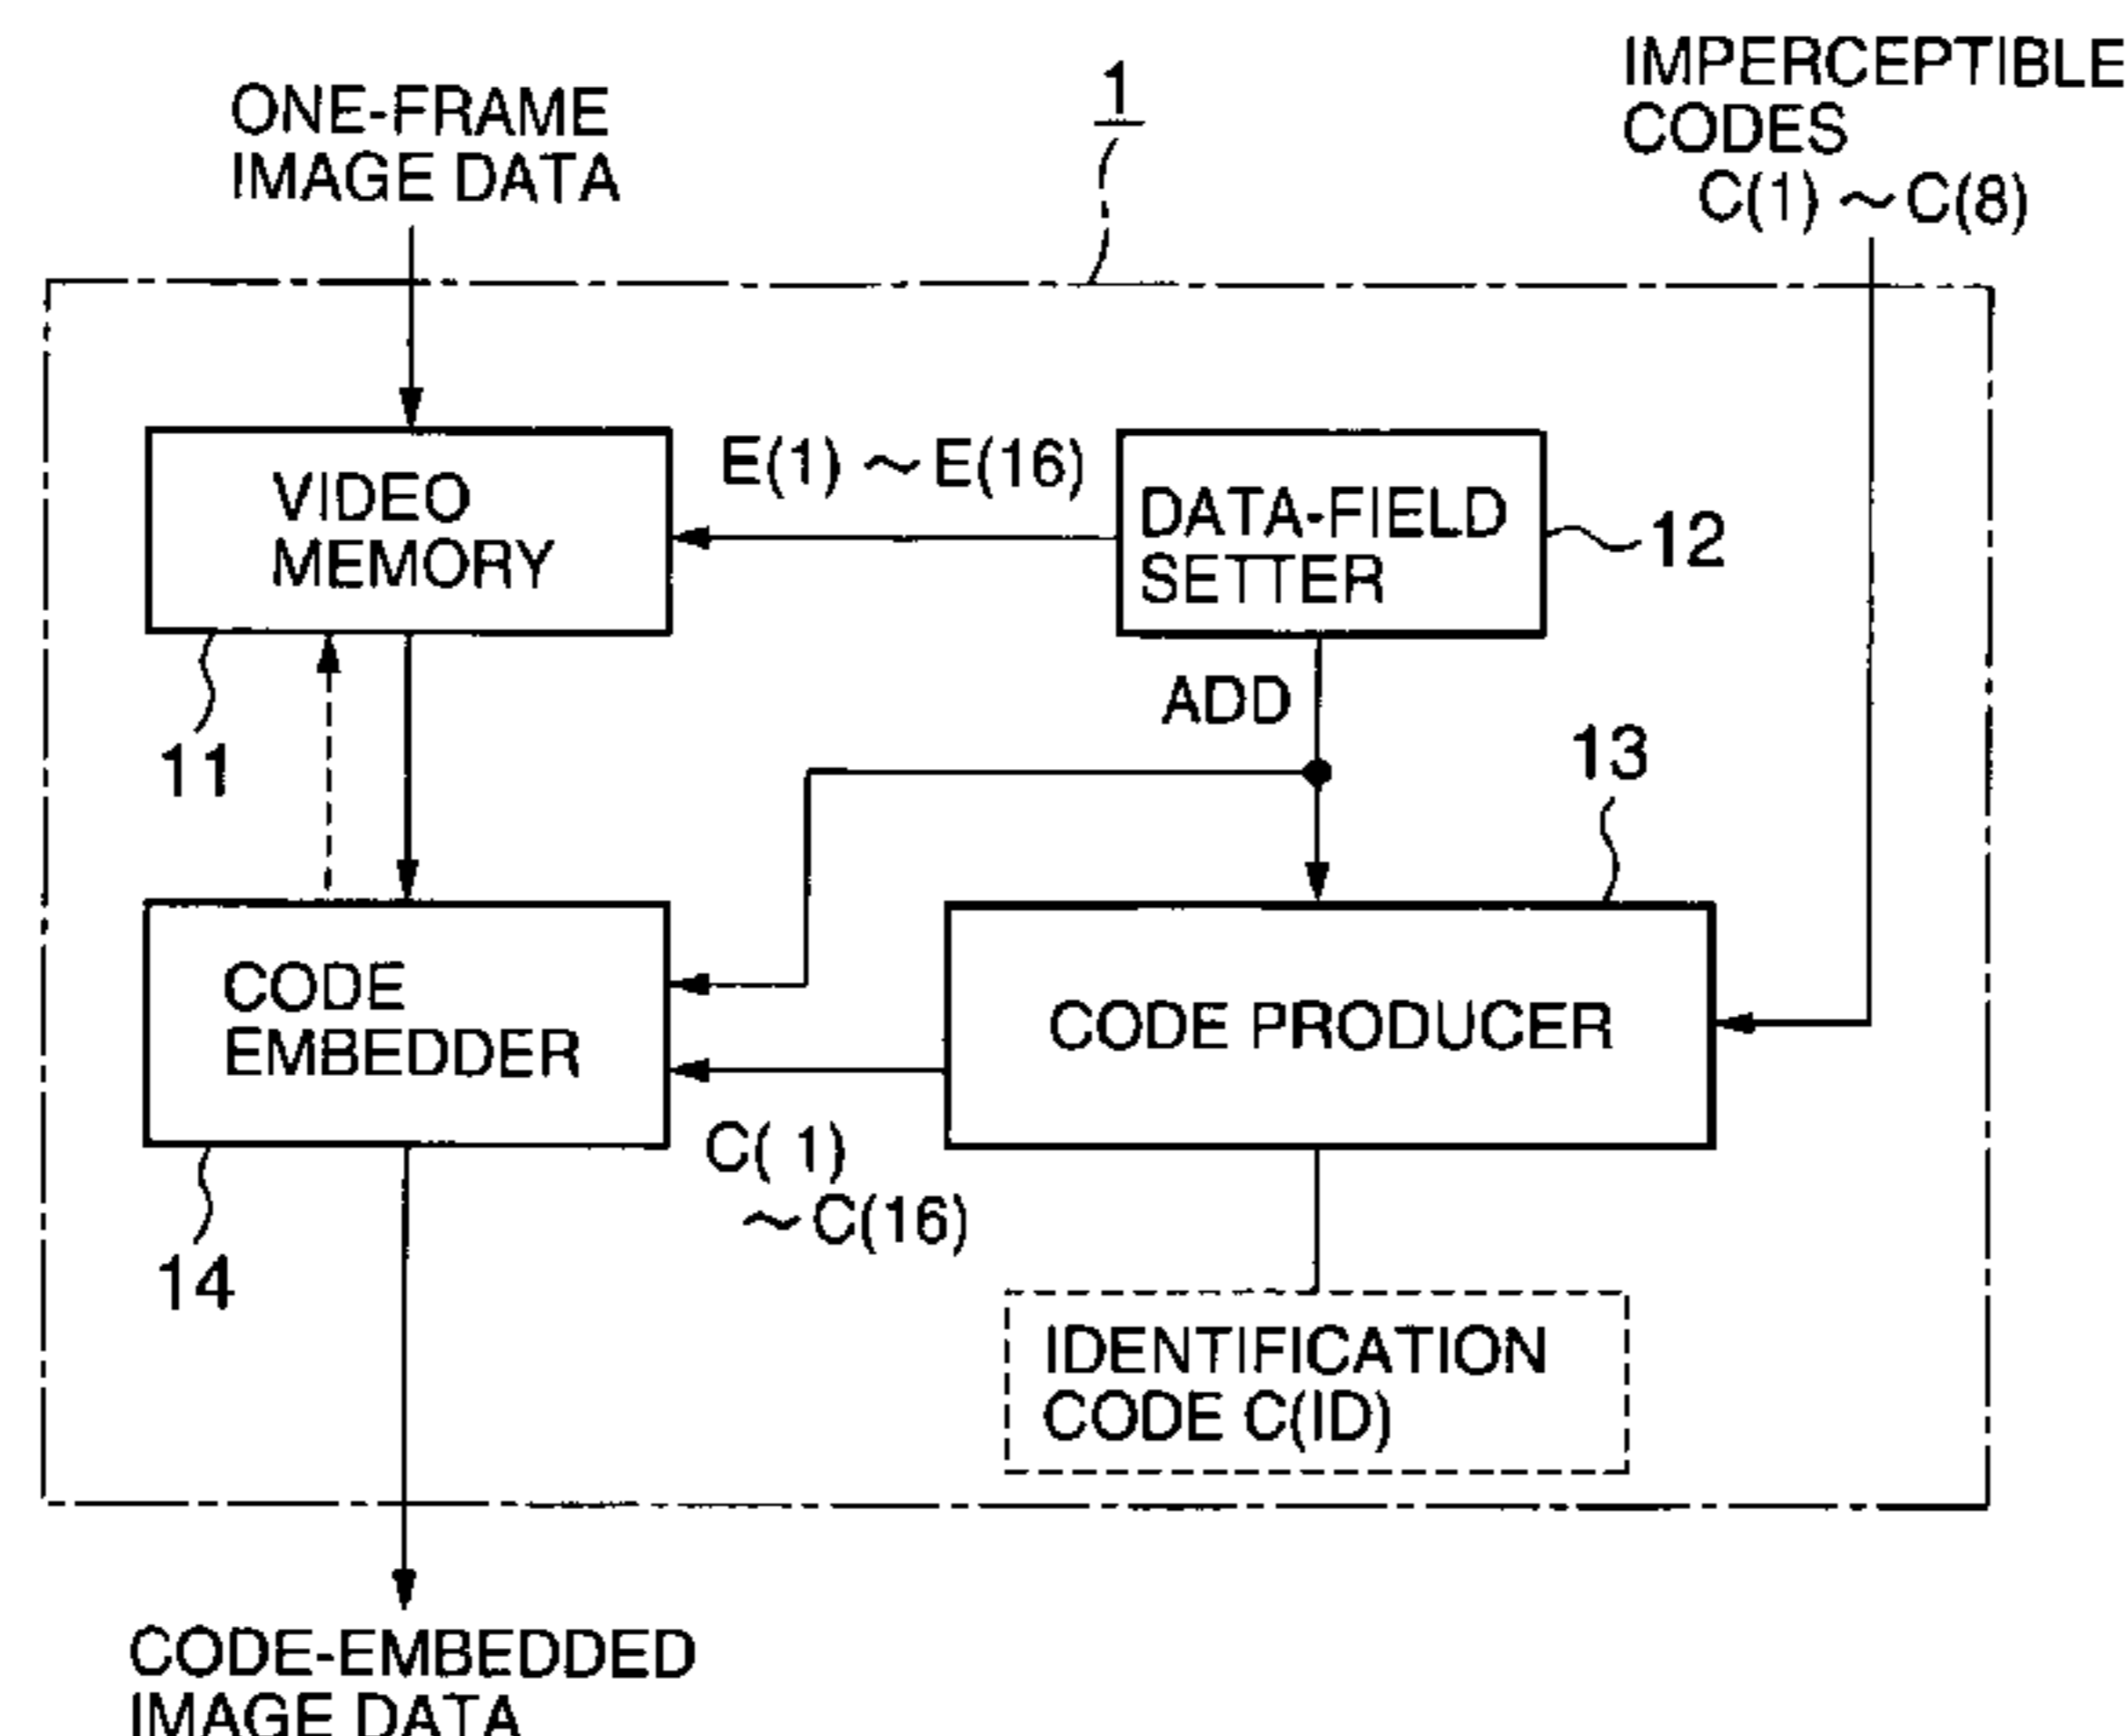 ONE-FRAME
IMAGE DATA
1
IMPERCEPTIBLE
CODES
C(1) ~ C(8)
VIDEO
MEMORY
E(1) ~ E(16)
DATA-FIELD
SETTER
12
11
ADD
13
CODE
EMBEDDER
CODE PRODUCER
C( 1)
~ C(16)
14
IDENTIFICATION
CODE C(ID)
CODE-EMBEDDED
IMAGE DATA